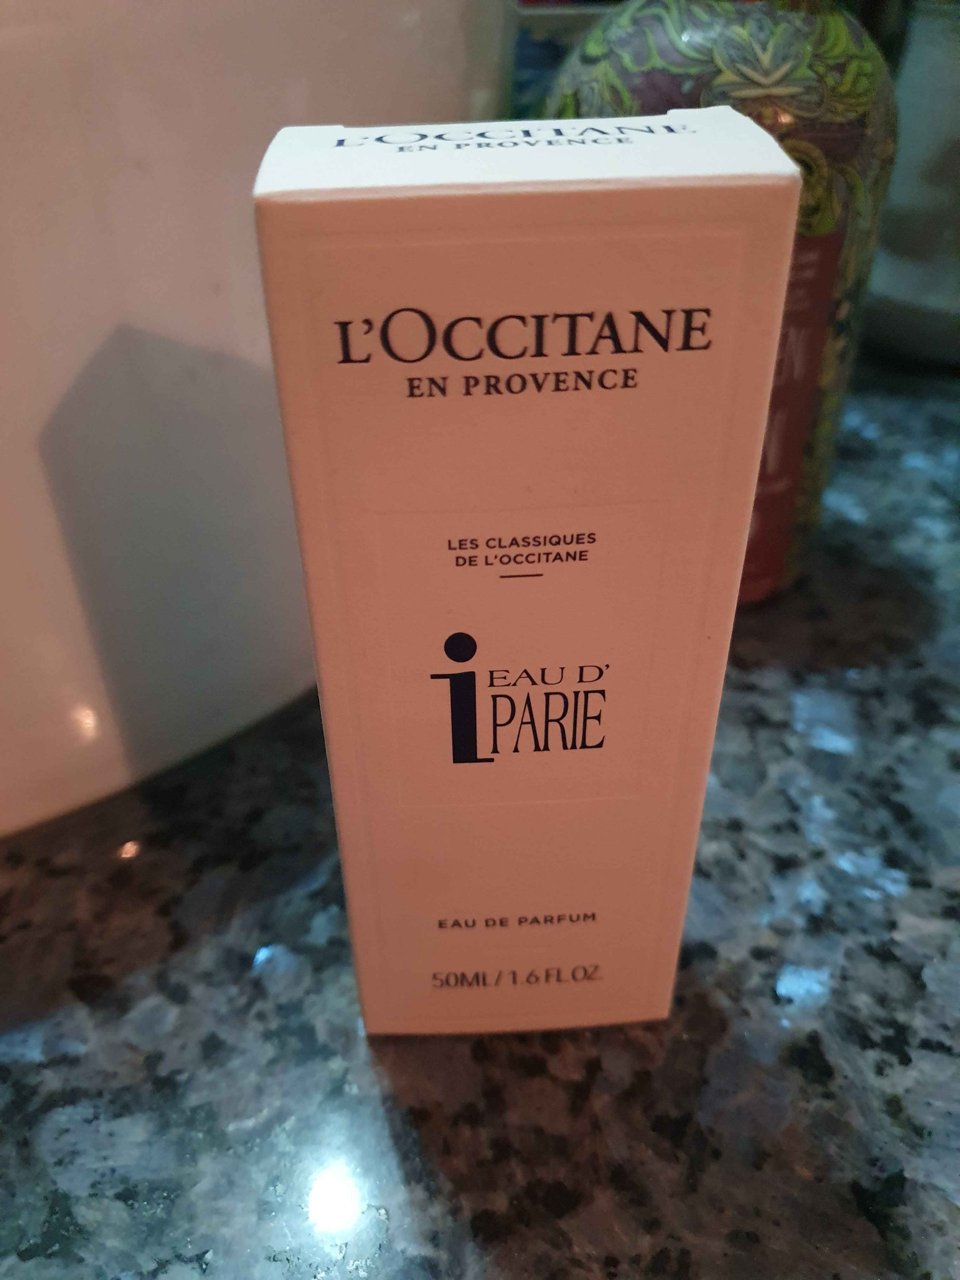 L'OCCITANE
EN PROVENCE
L'OCCITANE
EN PROVENCE
LES CLASSIQUES
DE L'OCCITANE
i EAU D'
PARIE
EAU DE PARFUM
50ML/1.6 FL.OZ